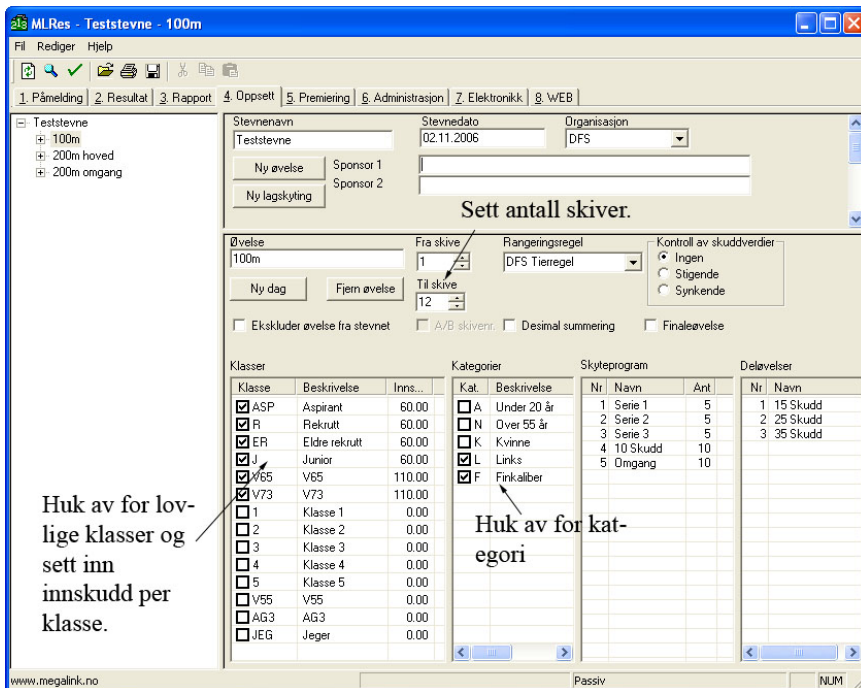 MLRes - Teststevne - 100m
Fil Rediger Hjelp
1. Påmelding 2. Resultat 3. Rapport 4. Oppsett 5. Premiering 6. Administrasjon 7. Elektronikk 8. WEB
Teststevne
100m
200m hoved
200m omgang
Stevnenavn Stevnedato Organisasjon
Teststevne 02.11.2006 DFS
Ny øvelse Sponsor 1
Ny lagskyting Sponsor 2
Sett antall skiver.
Øvelse Fra skive Rangeringsregel Kontroll av skuddverdier
100m 1 DFS Tierregel Ingen
Stigende
Synkende
Ny dag Fjern øvelse Til skive
12
Ekskluder øvelse fra stevnet A/B skivenr. Desimal summering Finaleøvelse
Klasser Kategorier Skyteprogram Deløvelser
Klasse Beskrivelse Inns... Kat. Beskrivelse Nr Navn Ant Nr Navn
ASP Aspirant 60.00 A Under 20 år 1 Serie 1 5 1 15 Skudd
R Rekrutt 60.00 N Over 55 år 2 Serie 2 5 2 25 Skudd
ER Eldre rekrutt 60.00 K Kvinne 3 Serie 3 5 3 35 Skudd
J Junior 60.00 L Links 4 10 Skudd 10
V65 V65 110.00 F Finkaliber 5 Omgang 10
V73 V73 110.00
1 Klasse 1 0.00
2 Klasse 2 0.00
3 Klasse 3 0.00
4 Klasse 4 0.00
5 Klasse 5 0.00
V55 V55 0.00
AG3 AG3 0.00
JEG Jeger 0.00
Huk av for lov-
lige klasser og
sett inn
innskudd per
klasse.
Huk av for kat-
egori
www.megalink.no Passiv NUM